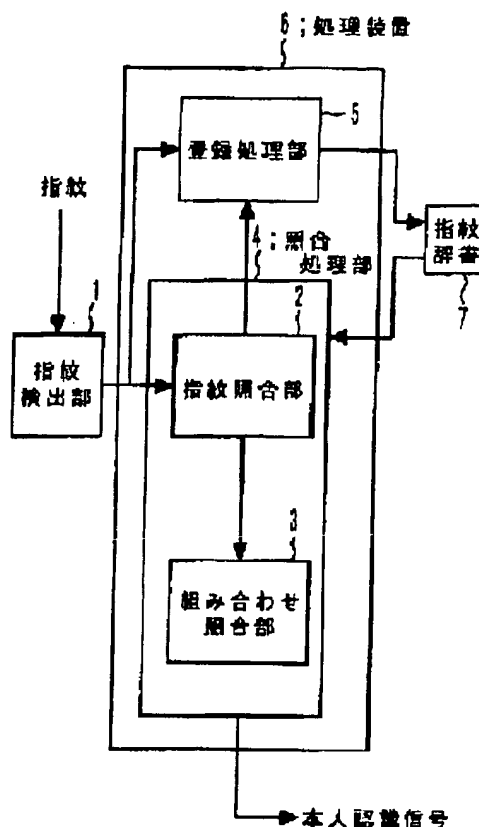 6；処理装置
5
登録処理部
指紋
4；照合
処理部
指紋
辞書
7
1
2
指紋
検出部
指紋照合部
3
組み合わせ
照合部
本人認識信号